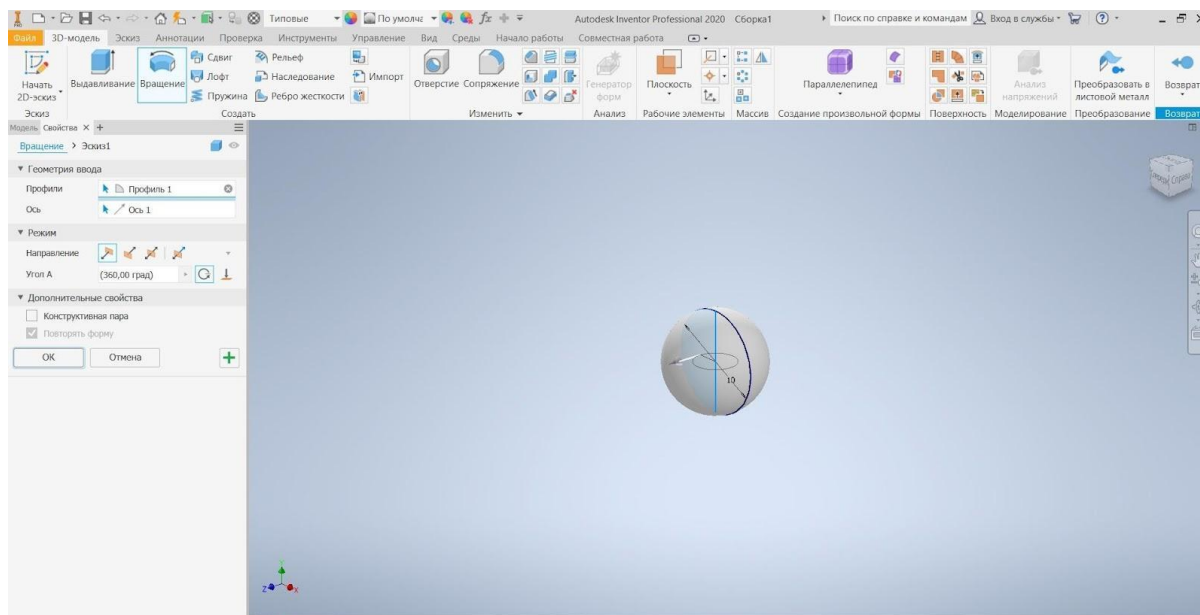 Типовые По умолч fx Autodesk Inventor Professional 2020 Сборка1 Поиск по справке и командам Вход в службы
Файл 3D-модель Эскиз Аннотации Проверка Инструменты Управление Вид Среды Начало работы Совместная работа
Начать 2D-эскиз
Выдавливание
Вращение
Сдвиг
Лофт
Пружина
Рельеф
Наследование
Ребро жесткости
Импорт
Отверстие
Сопряжение
Генератор форм
Плоскость
Параллелепипед
Анализ напряжений
Преобразовать в листовой металл
Возврат
Эскиз Создать Изменить Анализ Рабочие элементы Массив Создание произвольной формы Поверхность Моделирование Преобразование Возврат
Модель Свойства × +
Вращение > Эскиз1
Геометрия ввода
Профили Профиль 1
Ось Ось 1
Режим
Направление
Угол A (360,00 град)
Дополнительные свойства
Конструктивная пара
Повторять форму
ОК Отмена
10
Справа
Y
Z X